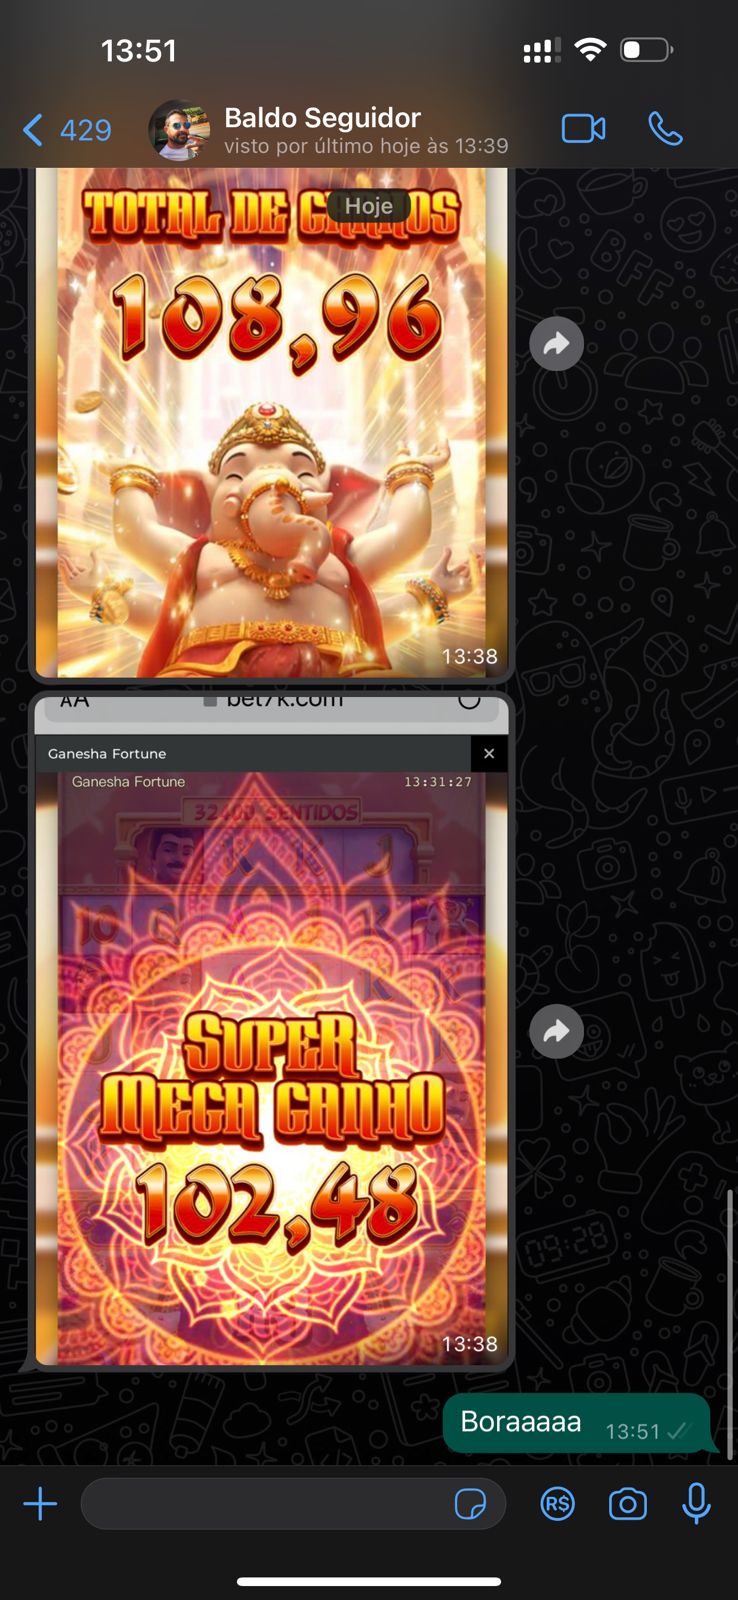 13:51
429
Baldo Seguidor
visto por último hoje às 13:39
TOTAL DE GANHOS
Hoje
108,96
13:38
AA bet7k.com
Ganesha Fortune
Ganesha Fortune 13:31:27
32400 SENTIDOS
K K J
10
SUPER
MEGA GANHO
102,48
13:38
Boraaaaa 13:51
R$